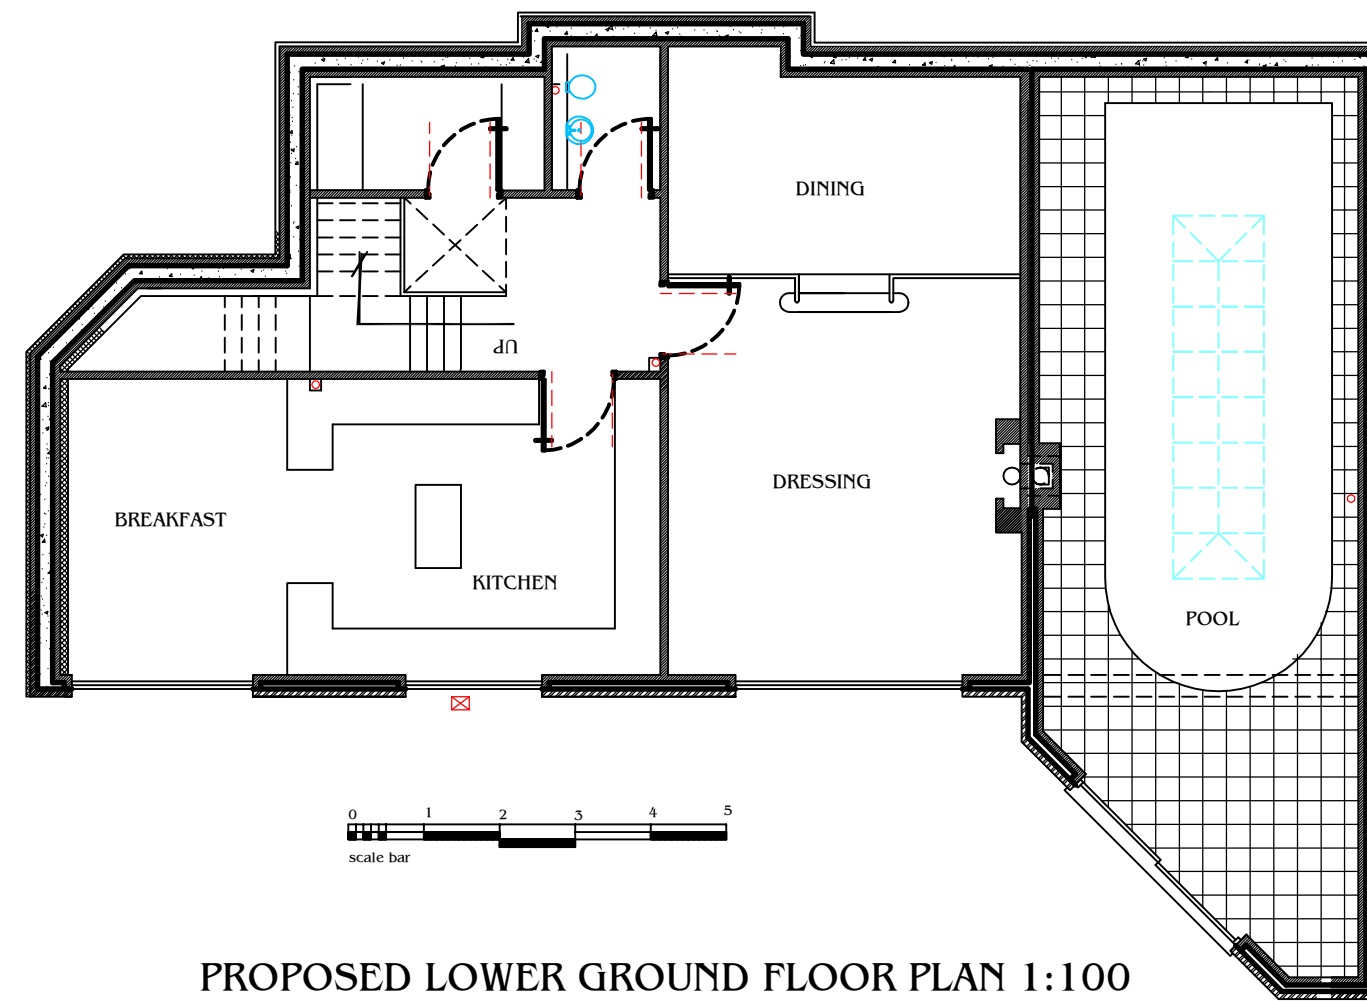 DINING
UP
DRESSING
BREAKFAST
KITCHEN
POOL
0 1 2 3 4 5
scale bar
PROPOSED LOWER GROUND FLOOR PLAN 1:100